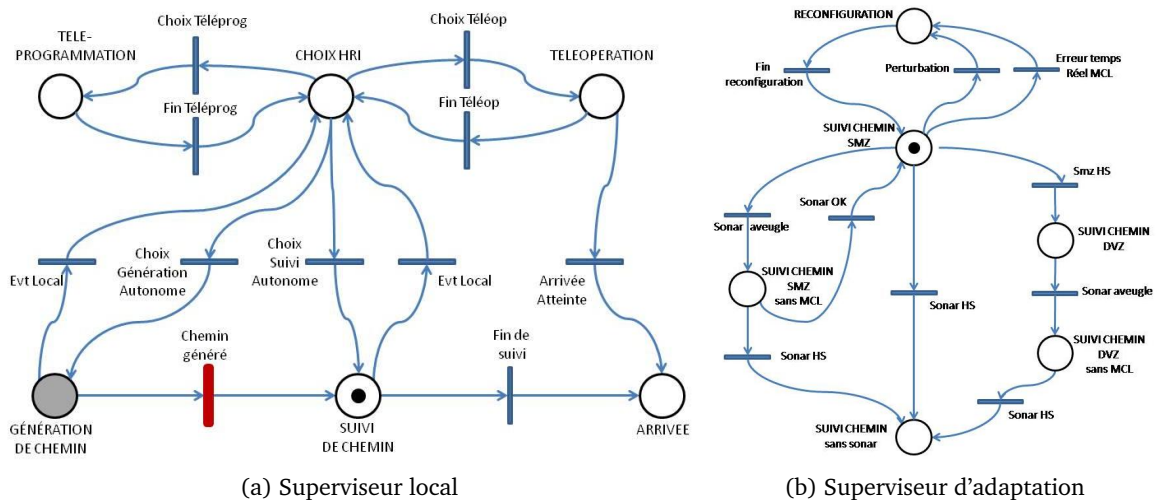 Choix Téléprog
TELE-
PROGRAMMATION
Fin Téléprog
CHOIX HRI
Choix Téléop
Fin Téléop
TELEOPERATION
Evt Local
Choix
Génération
Autonome
Choix
Suivi
Autonome
Evt Local
Arrivée
Atteinte
Chemin
généré
Fin de
suivi
GÉNÉRATION
DE CHEMIN
SUIVI
DE CHEMIN
ARRIVEE
(a) Superviseur local
RECONFIGURATION
Fin
reconfiguration
Perturbation
Erreur temps
Réel MCL
SUIVI CHEMIN
SMZ
Smz HS
Sonar aveugle
Sonar OK
SUIVI CHEMIN
DVZ
SUIVI CHEMIN
SMZ
sans MCL
Sonar HS
Sonar aveugle
Sonar HS
SUIVI CHEMIN
DVZ
sans MCL
Sonar HS
SUIVI CHEMIN
sans sonar
(b) Superviseur d'adaptation